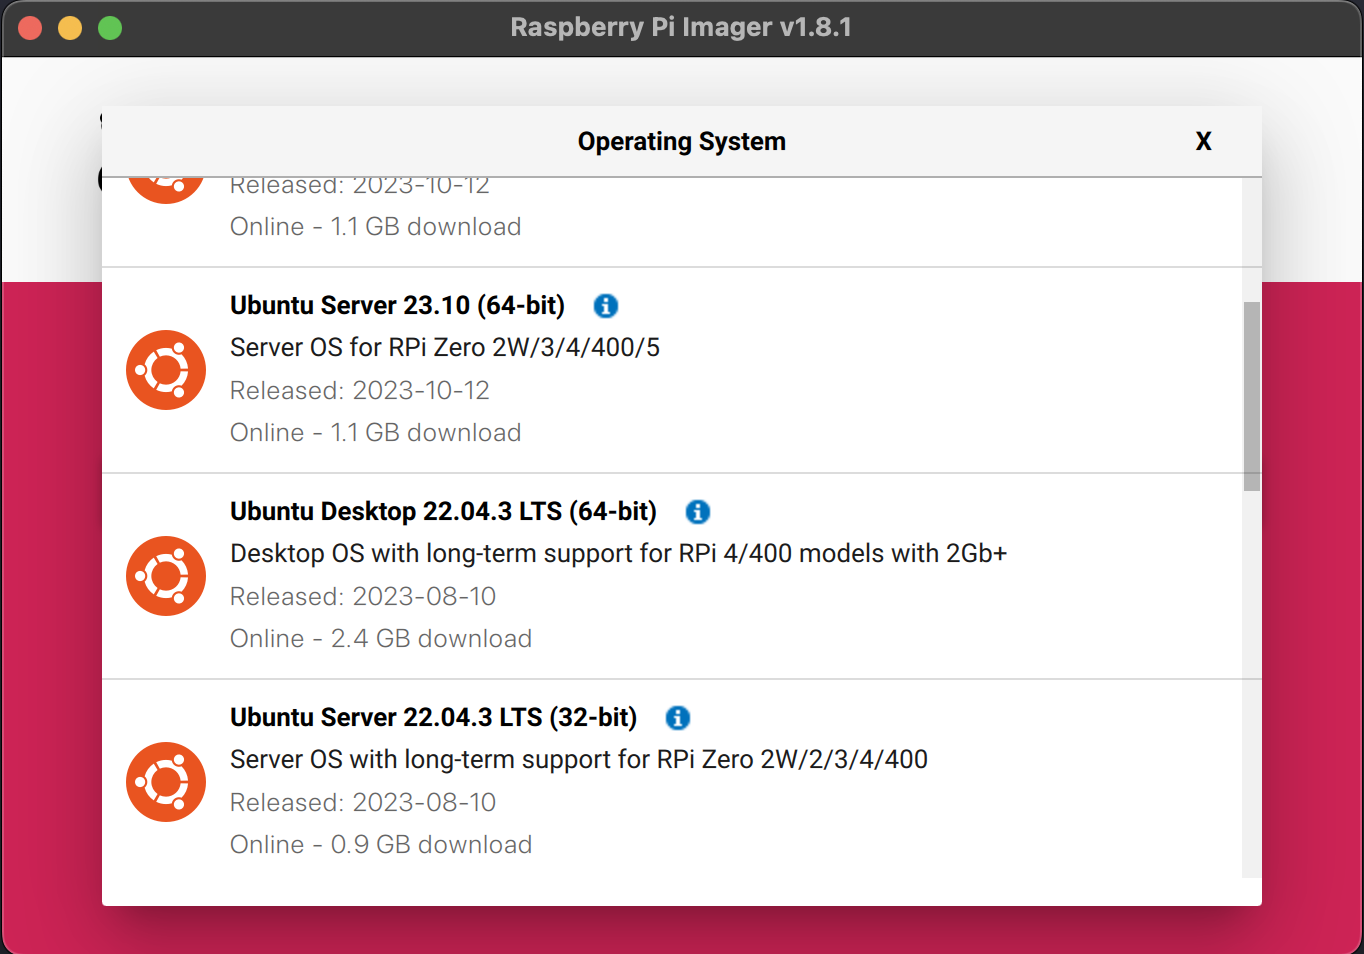 Raspberry Pi Imager v1.8.1
Operating System
X
Released: 2023-10-12
Online - 1.1 GB download
Ubuntu Server 23.10 (64-bit)
Server OS for RPi Zero 2W/3/4/400/5
Released: 2023-10-12
Online - 1.1 GB download
Ubuntu Desktop 22.04.3 LTS (64-bit)
Desktop OS with long-term support for RPi 4/400 models with 2Gb+
Released: 2023-08-10
Online - 2.4 GB download
Ubuntu Server 22.04.3 LTS (32-bit)
Server OS with long-term support for RPi Zero 2W/2/3/4/400
Released: 2023-08-10
Online - 0.9 GB download